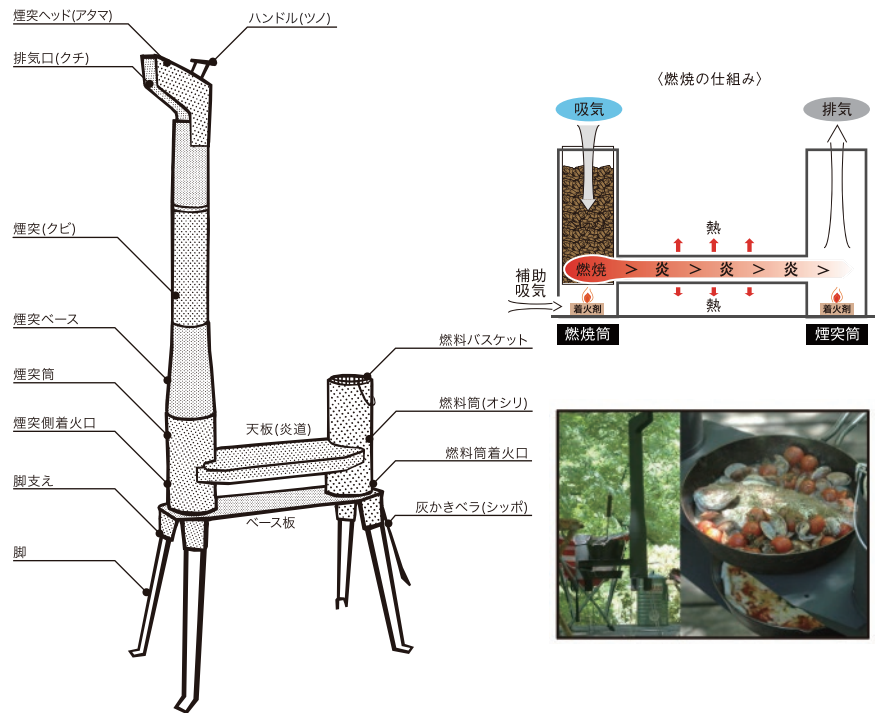 煙突ヘッド(アタマ)
ハンドル(ツノ)
排気口(クチ)
煙突(クビ)
煙突ベース
煙突筒
煙突側着火口
脚支え
脚
天板(炎道)
ベース板
燃料バスケット
燃料筒(オシリ)
燃料筒着火口
灰かきベラ(シッポ)
〈燃焼の仕組み〉
吸気
排気
熱
燃焼 > 炎 > 炎 > 炎 >
熱
補助
吸気
着火剤
着火剤
燃焼筒
煙突筒